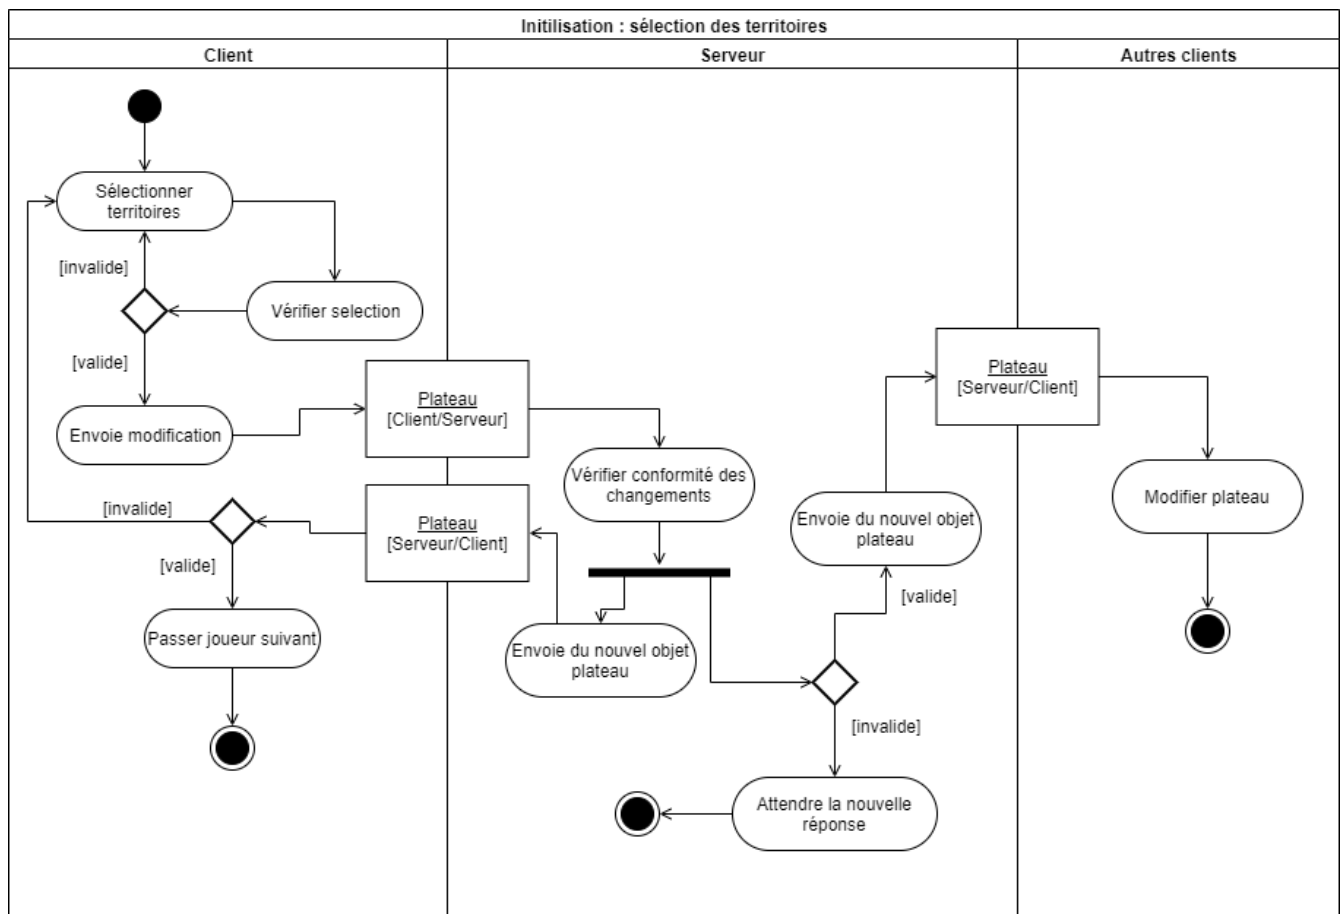 Initilisation : sélection des territoires
Client
Serveur
Autres clients
Sélectionner
territoires
[invalide]
Vérifier selection
[valide]
Envoie modification
Plateau
[Client/Serveur]
Plateau
[Serveur/Client]
Vérifier conformité des
changements
Envoie du nouvel objet
plateau
Modifier plateau
[invalide]
Plateau
[Serveur/Client]
[valide]
Passer joueur suivant
Envoie du nouvel objet
plateau
[valide]
[invalide]
Attendre la nouvelle
réponse